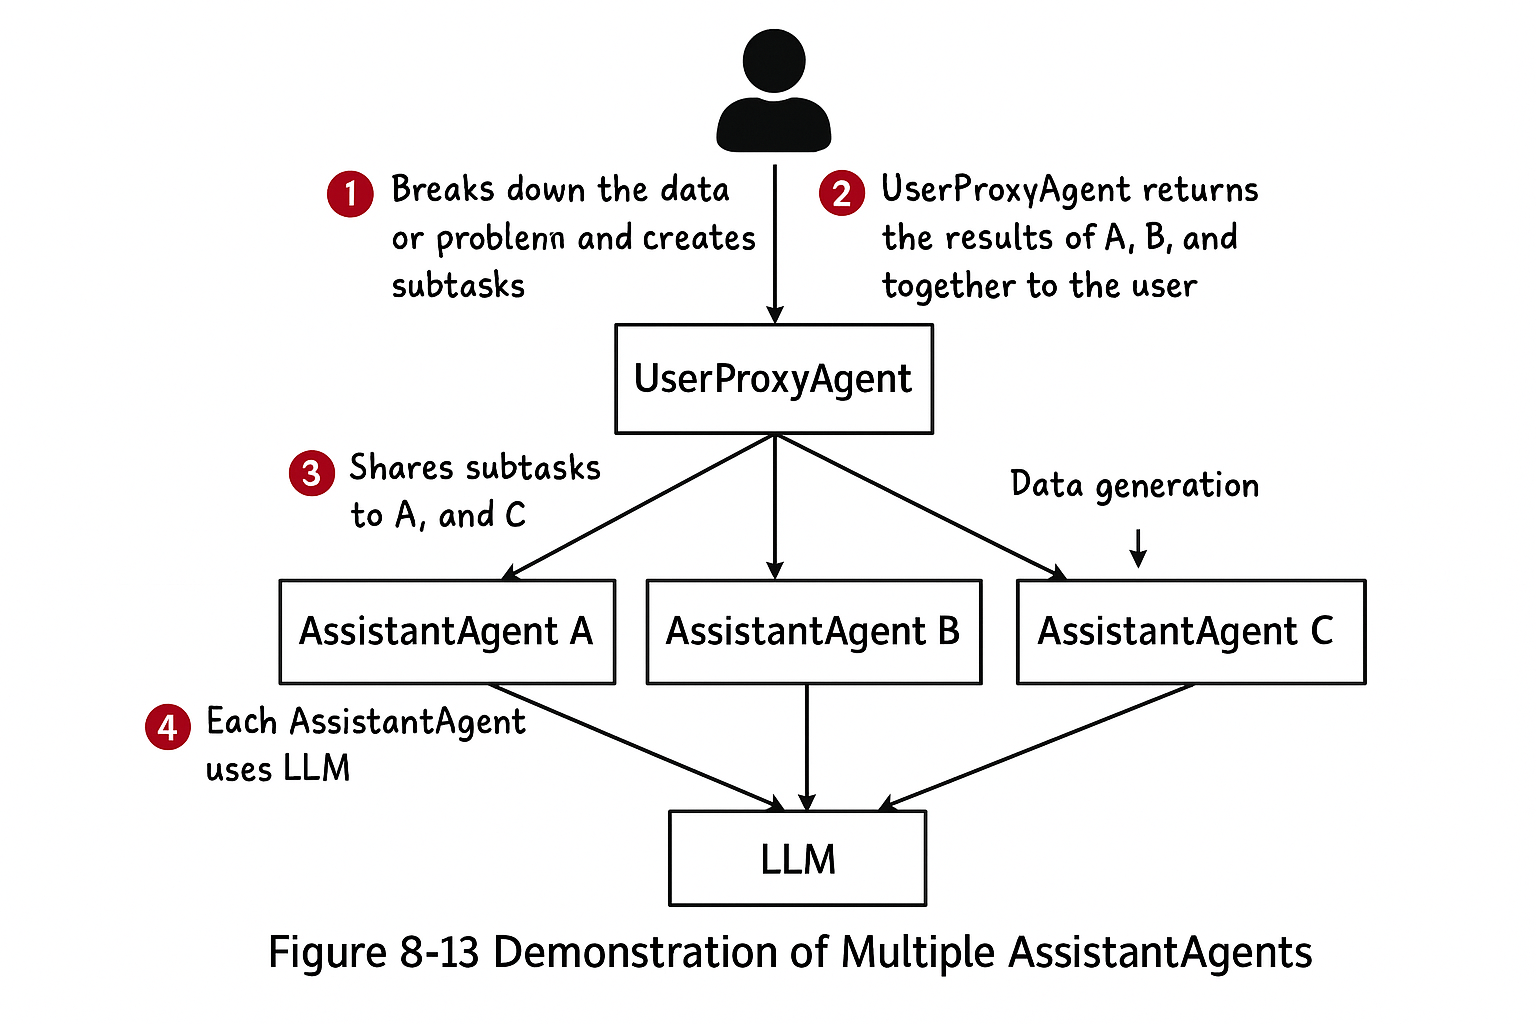 1 Breaks down the data
or problem and creates
subtasks
2 UserProxyAgent returns
the results of A, B, and
together to the user
UserProxyAgent
3 Shares subtasks
to A, and C
Data generation
AssistantAgent A
AssistantAgent B
AssistantAgent C
4 Each AssistantAgent
uses LLM
LLM
Figure 8-13 Demonstration of Multiple AssistantAgents